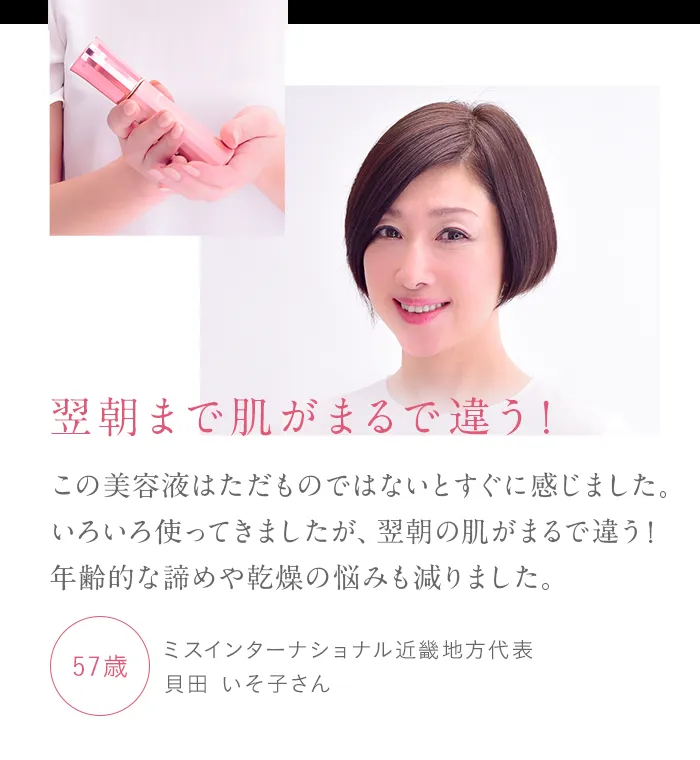 翌朝まで肌がまるで違う！
この美容液はただものではないとすぐに感じました。
いろいろ使ってきましたが、翌朝の肌がまるで違う！
年齢的な諦めや乾燥の悩みも減りました。
57歳
ミスインターナショナル近畿地方代表
貝田 いそ子さん